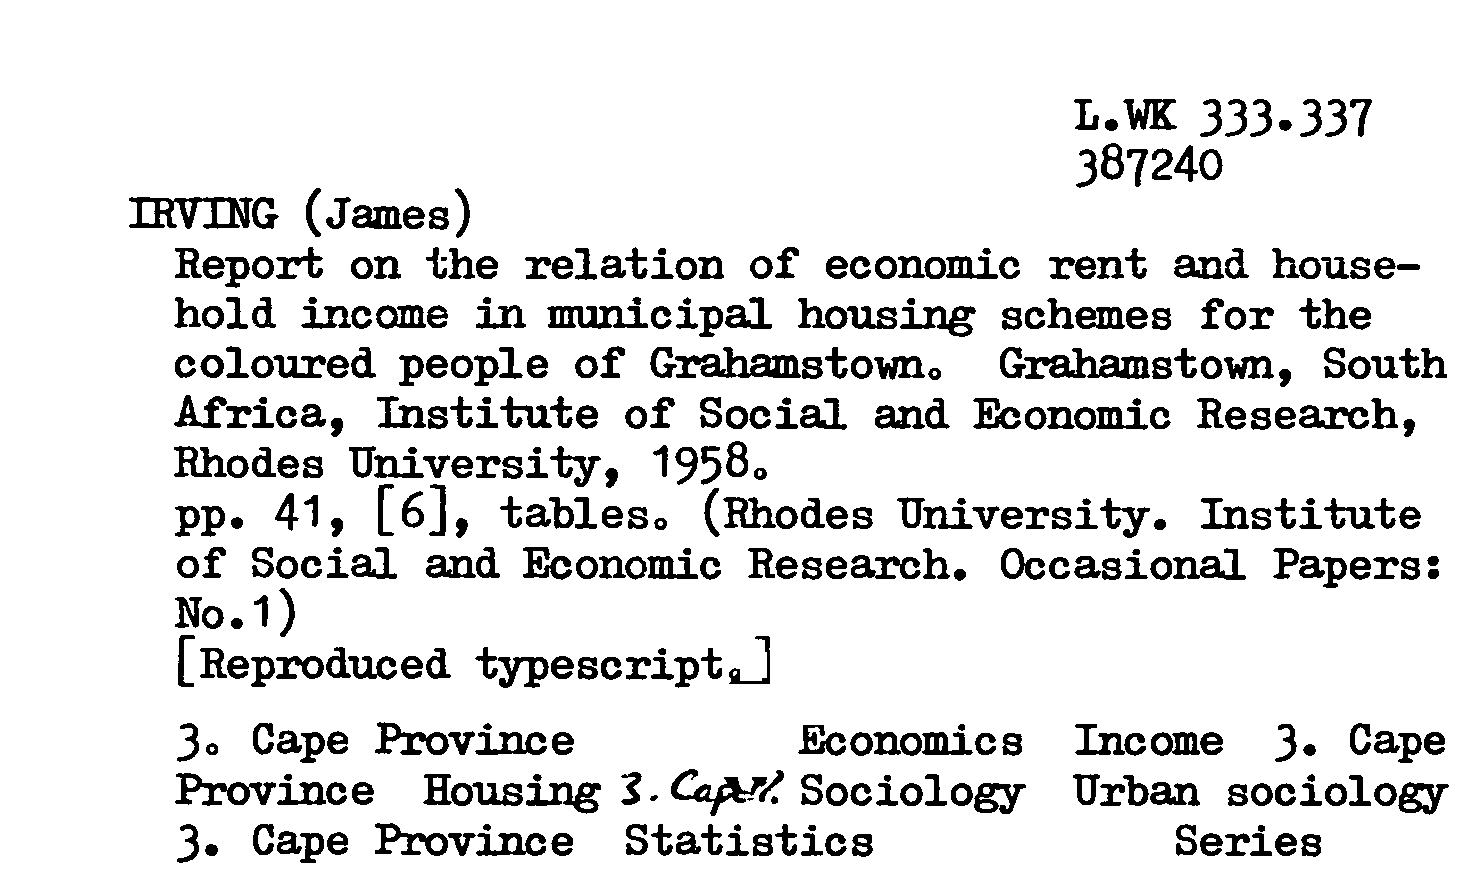 L.WK 333.337
387240
IRVING (James)
Report on the relation of economic rent and house-
hold income in municipal housing schemes for the
coloured people of Grahamstown. Grahamstown, South
Africa, Institute of Social and Economic Research,
Rhodes University, 1958.
pp. 41, [6], tables. (Rhodes University. Institute
of Social and Economic Research. Occasional Papers:
No.1)
[Reproduced typescript.]
3. Cape Province Economics Income 3. Cape
Province Housing 3. Sociology Urban sociology
3. Cape Province Statistics Series